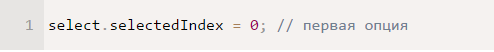 1 select.selectedIndex = 0; // первая опция